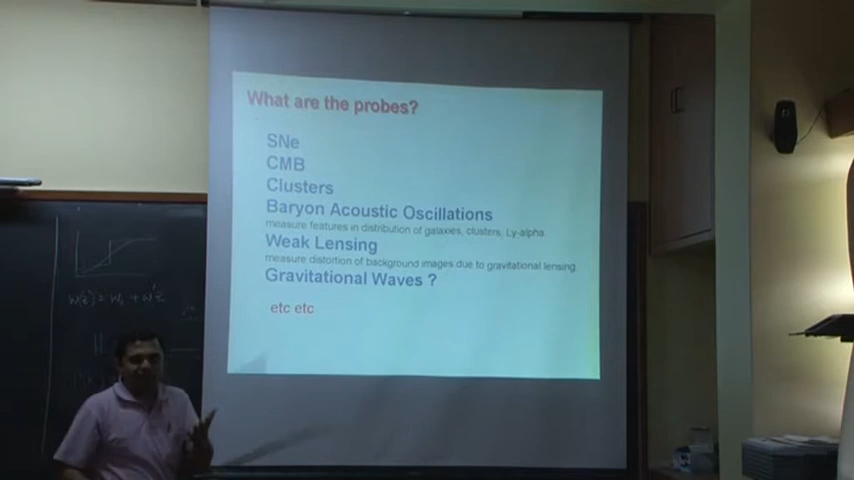 What are the probes?
SNe
CMB
Clusters
Baryon Acoustic Oscillations
measure features in distribution of galaxies, clusters, Ly-alpha.
Weak Lensing
measure distortion of background images due to gravitational lensing.
Gravitational Waves ?
etc etc
w(z) = w₀ + w'z